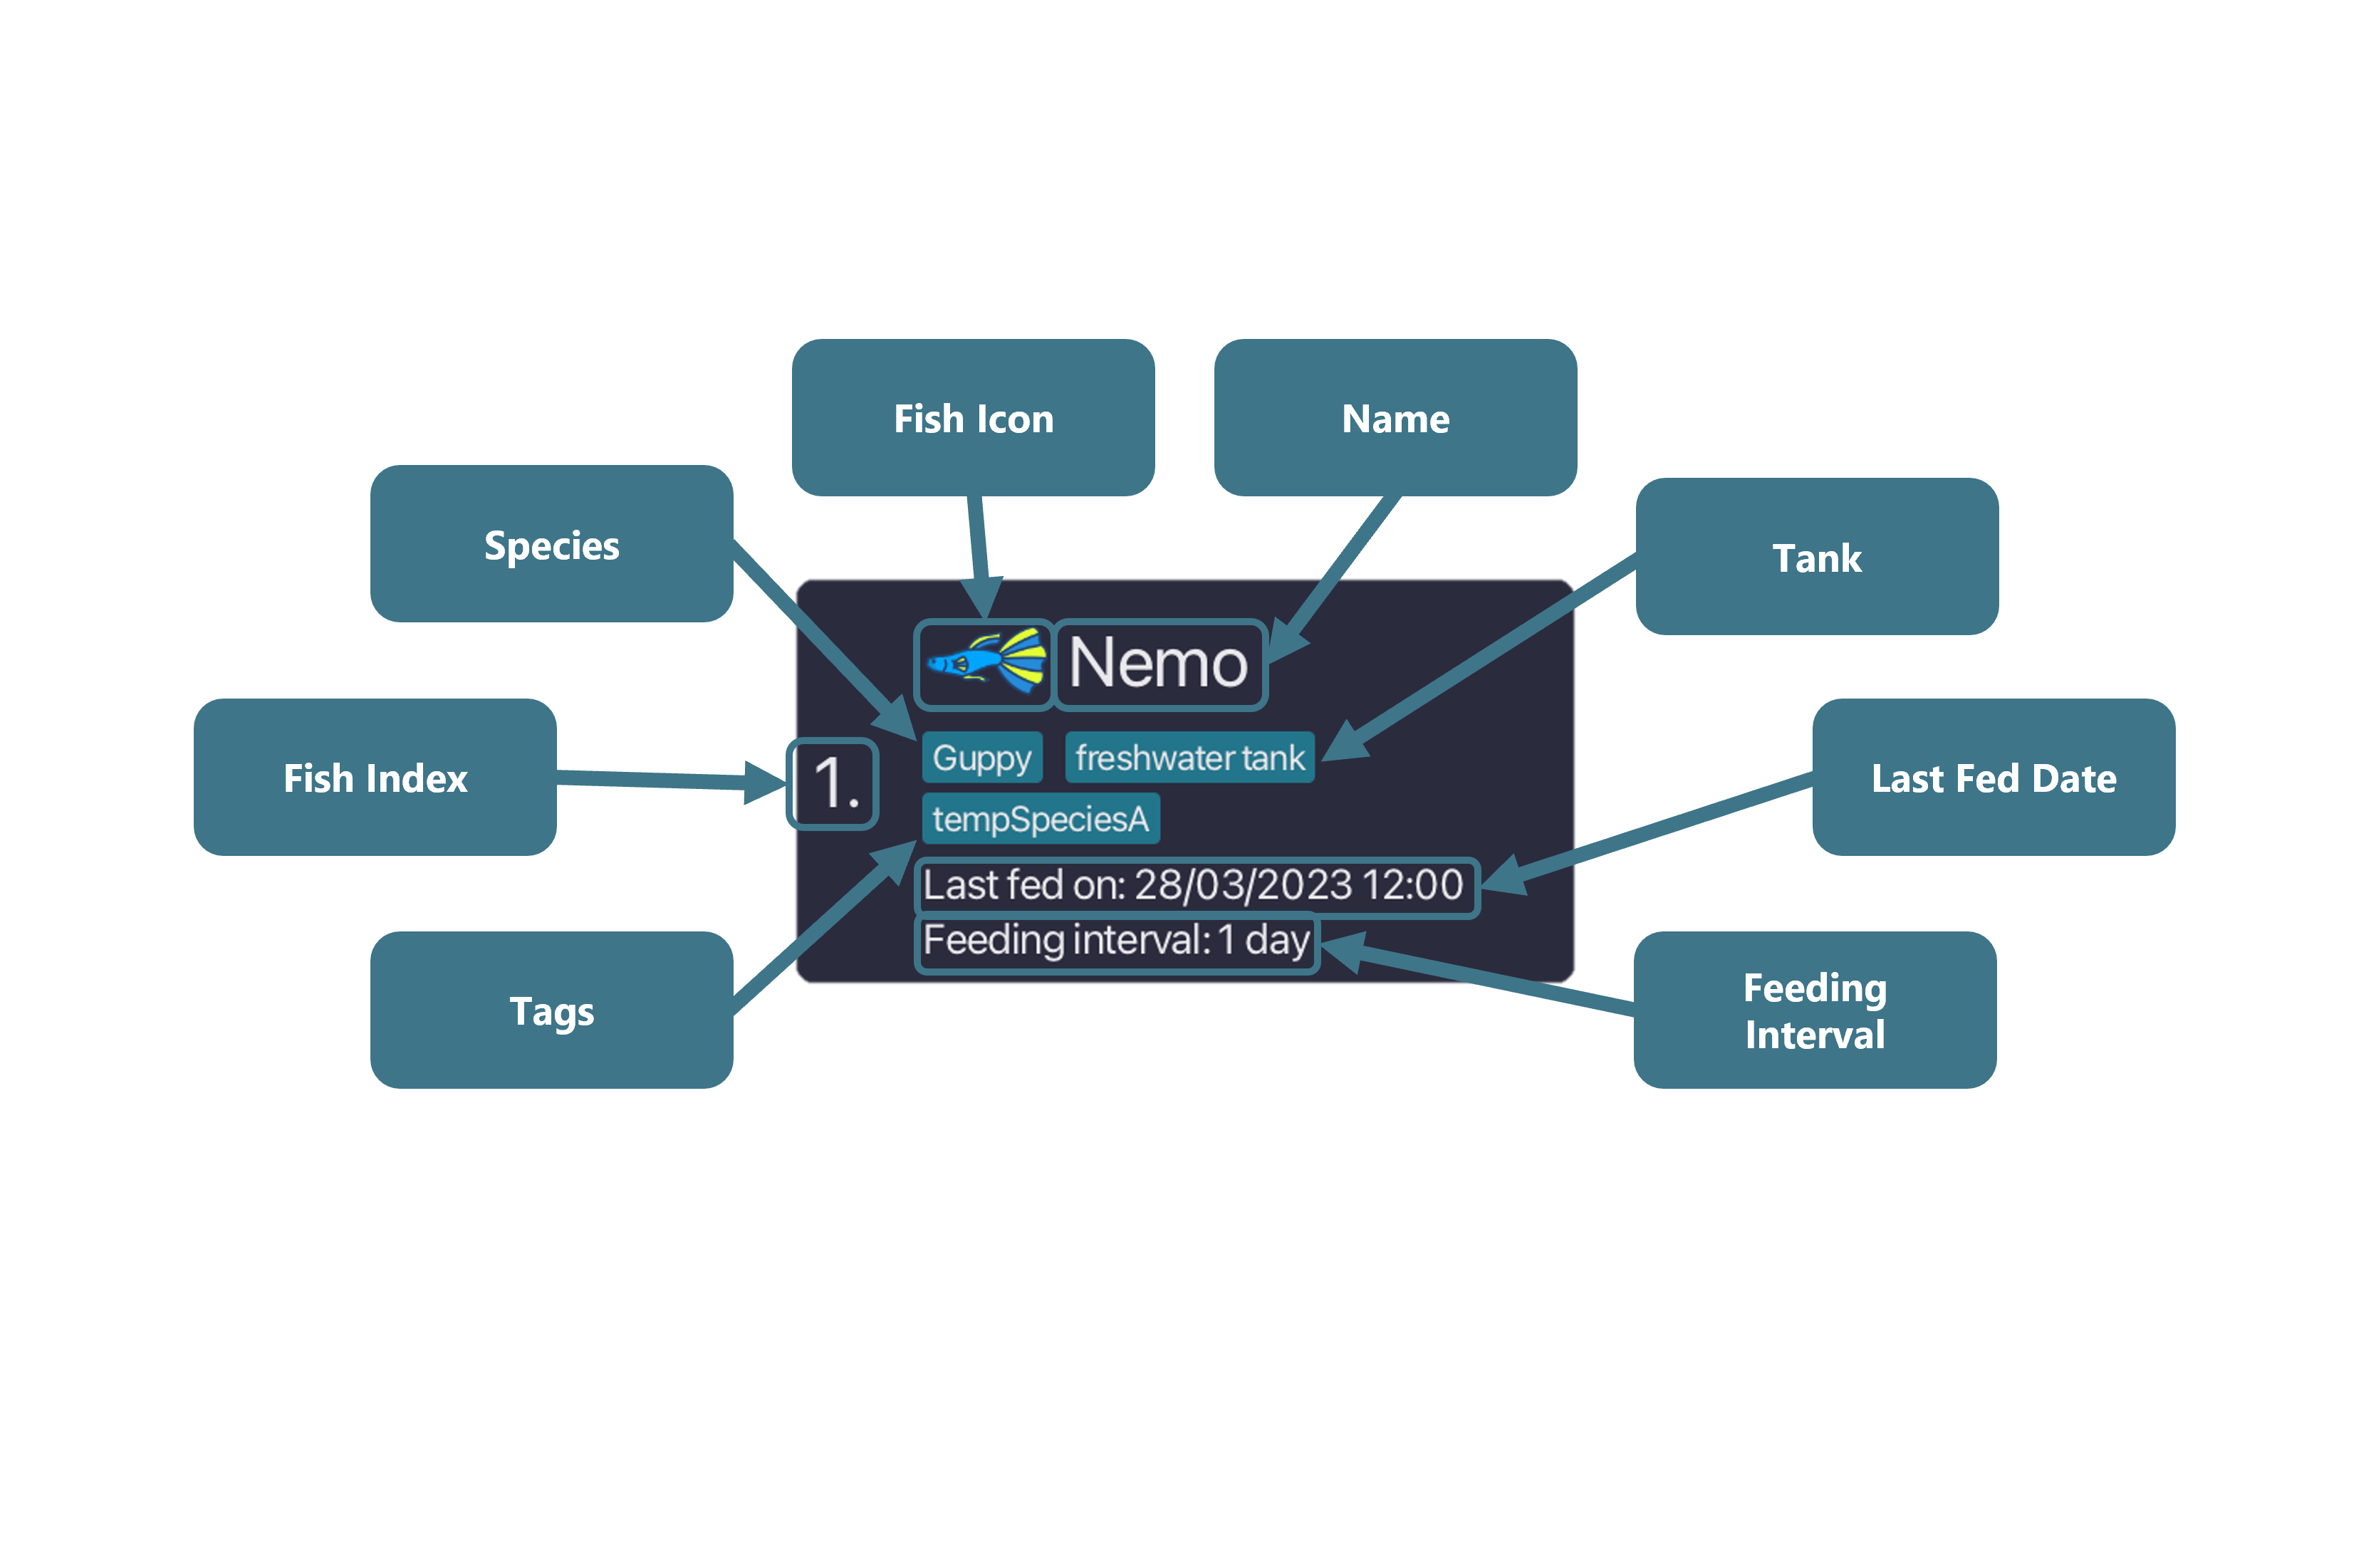 Fish Icon
Name
Species
Tank
Nemo
Fish Index
1.
Guppy
freshwater tank
Last Fed Date
tempSpeciesA
Last fed on: 28/03/2023 12:00
Feeding interval: 1 day
Tags
Feeding
Interval